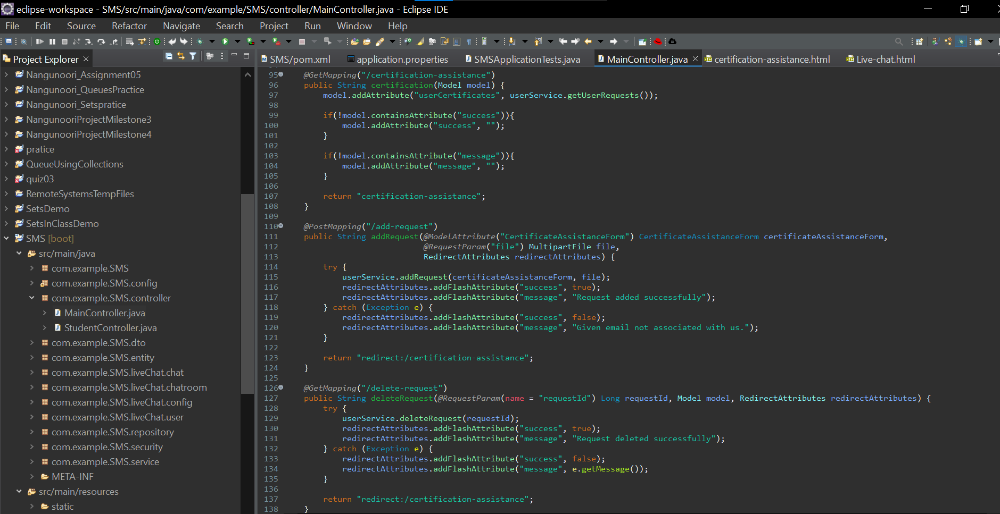 eclipse-workspace - SMS/src/main/java/com/example/SMS/controller/MainController.java - Eclipse IDE
File Edit Source Refactor Navigate Search Project Run Window Help
Project Explorer
SMS/pom.xml application.properties SMSApplicationTests.java MainController.java certification-assistance.html Live-chat.html
Nangunoori_Assignment05
Nangunoori_QueuesPractice
Nangunoori_Setspratice
NangunooriProjectMilestone3
NangunooriProjectMilestone4
pratice
QueueUsingCollections
quiz03
RemoteSystemsTempFiles
SetsDemo
SetsInClassDemo
SMS [boot]
src/main/java
com.example.SMS
com.example.SMS.config
com.example.SMS.controller
MainController.java
StudentController.java
com.example.SMS.dto
com.example.SMS.entity
com.example.SMS.liveChat.chat
com.example.SMS.liveChat.chatroom
com.example.SMS.liveChat.config
com.example.SMS.liveChat.user
com.example.SMS.repository
com.example.SMS.security
com.example.SMS.service
META-INF
src/main/resources
static
95 @GetMapping("/certification-assistance")
96 public String certification(Model model) {
97 model.addAttribute("userCertificates", userService.getUserRequests());
98
99 if(!model.containsAttribute("success")){
100 model.addAttribute("success", "");
101 }
102
103 if(!model.containsAttribute("message")){
104 model.addAttribute("message", "");
105 }
106
107 return "certification-assistance";
108 }
109
110 @PostMapping("/add-request")
111 public String addRequest(@ModelAttribute("CertificateAssistanceForm") CertificateAssistanceForm certificateAssistanceForm,
112 @RequestParam("file") MultipartFile file,
113 RedirectAttributes redirectAttributes) {
114 try {
115 userService.addRequest(certificateAssistanceForm, file);
116 redirectAttributes.addFlashAttribute("success", true);
117 redirectAttributes.addFlashAttribute("message", "Request added successfully");
118 } catch (Exception e) {
119 redirectAttributes.addFlashAttribute("success", false);
120 redirectAttributes.addFlashAttribute("message", "Given email not associated with us.");
121 }
122
123 return "redirect:/certification-assistance";
124 }
125
126 @GetMapping("/delete-request")
127 public String deleteRequest(@RequestParam(name = "requestId") Long requestId, Model model, RedirectAttributes redirectAttributes) {
128 try {
129 userService.deleteRequest(requestId);
130 redirectAttributes.addFlashAttribute("success", true);
131 redirectAttributes.addFlashAttribute("message", "Request deleted successfully");
132 } catch (Exception e) {
133 redirectAttributes.addFlashAttribute("success", false);
134 redirectAttributes.addFlashAttribute("message", e.getMessage());
135 }
136
137 return "redirect:/certification-assistance";
138 }